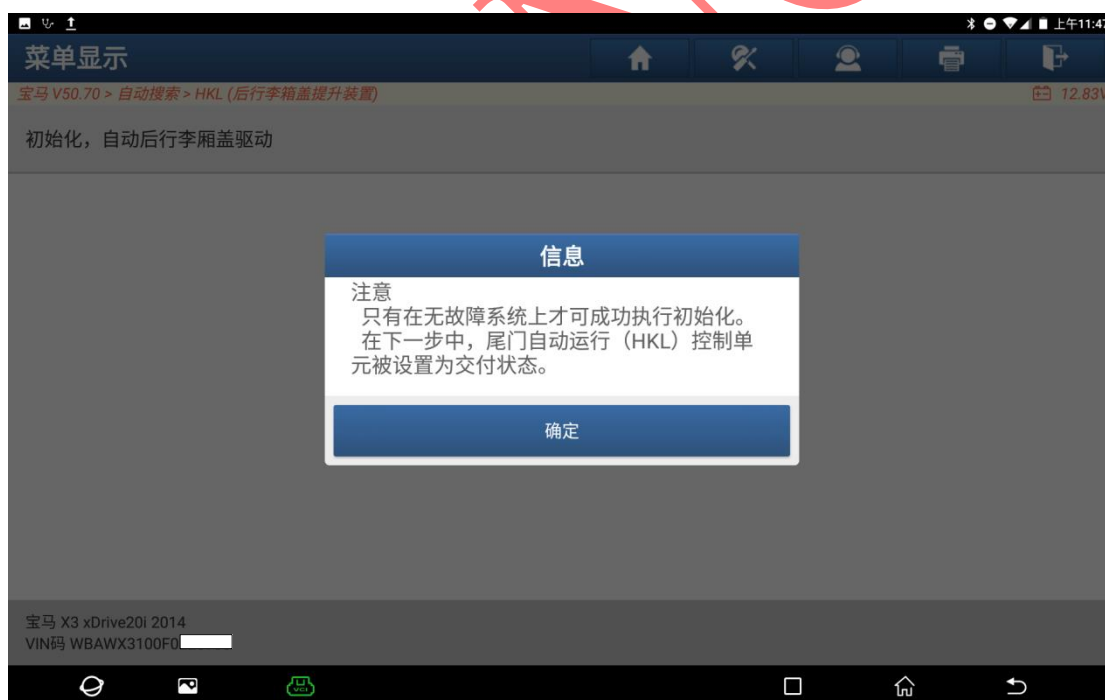 上午11:47
菜单显示
宝马 V50.70 > 自动搜索 > HKL (后行李箱盖提升装置)
12.83V
初始化，自动后行李厢盖驱动
信息
注意
只有在无故障系统上才可成功执行初始化。
在下一步中，尾门自动运行（HKL）控制单
元被设置为交付状态。
确定
宝马 X3 xDrive20i 2014
VIN码 WBAWX3100F0
VCI